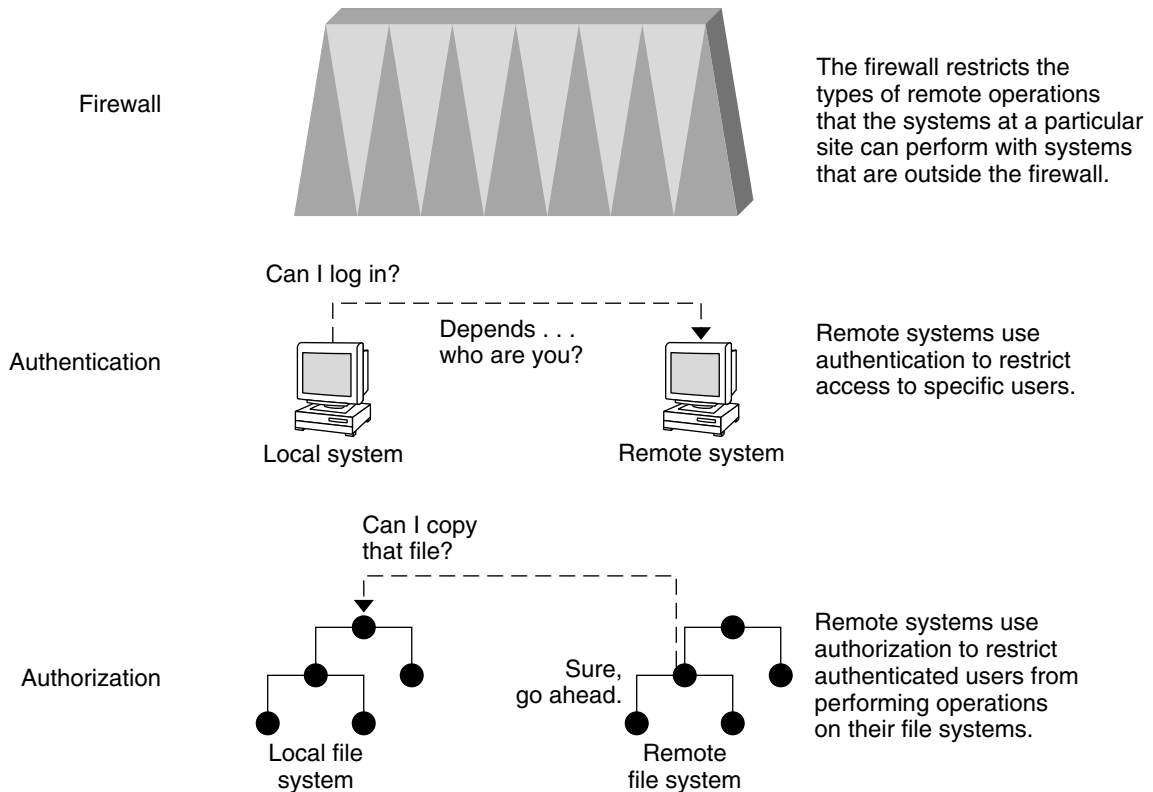 Firewall
The firewall restricts the
types of remote operations
that the systems at a particular
site can perform with systems
that are outside the firewall.
Can I log in?
Depends . . .
who are you?
Authentication
Remote systems use
authentication to restrict
access to specific users.
Local system
Remote system
Can I copy
that file?
Authorization
Sure,
go ahead.
Remote systems use
authorization to restrict
authenticated users from
performing operations
on their file systems.
Local file
system
Remote
file system